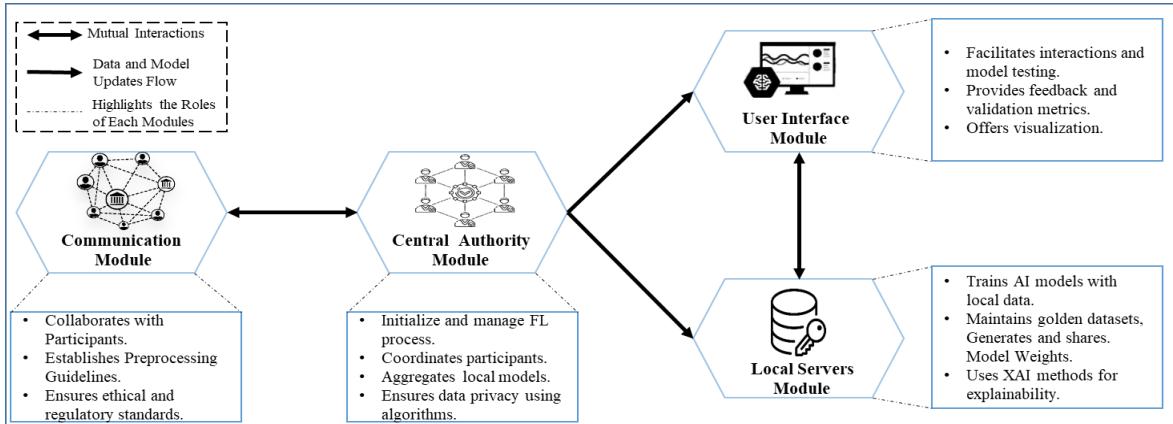 Mutual Interactions
Data and Model
Updates Flow
Highlights the Roles
of Each Modules
Communication
Module
• Collaborates with
Participants.
• Establishes Preprocessing
Guidelines.
• Ensures ethical and
regulatory standards.
Central Authority
Module
• Initialize and manage FL
process.
• Coordinates participants.
• Aggregates local models.
• Ensures data privacy using
algorithms.
User Interface
Module
• Facilitates interactions and
model testing.
• Provides feedback and
validation metrics.
• Offers visualization.
Local Servers
Module
• Trains AI models with
local data.
• Maintains golden datasets,
Generates and shares.
Model Weights.
• Uses XAI methods for
explainability.